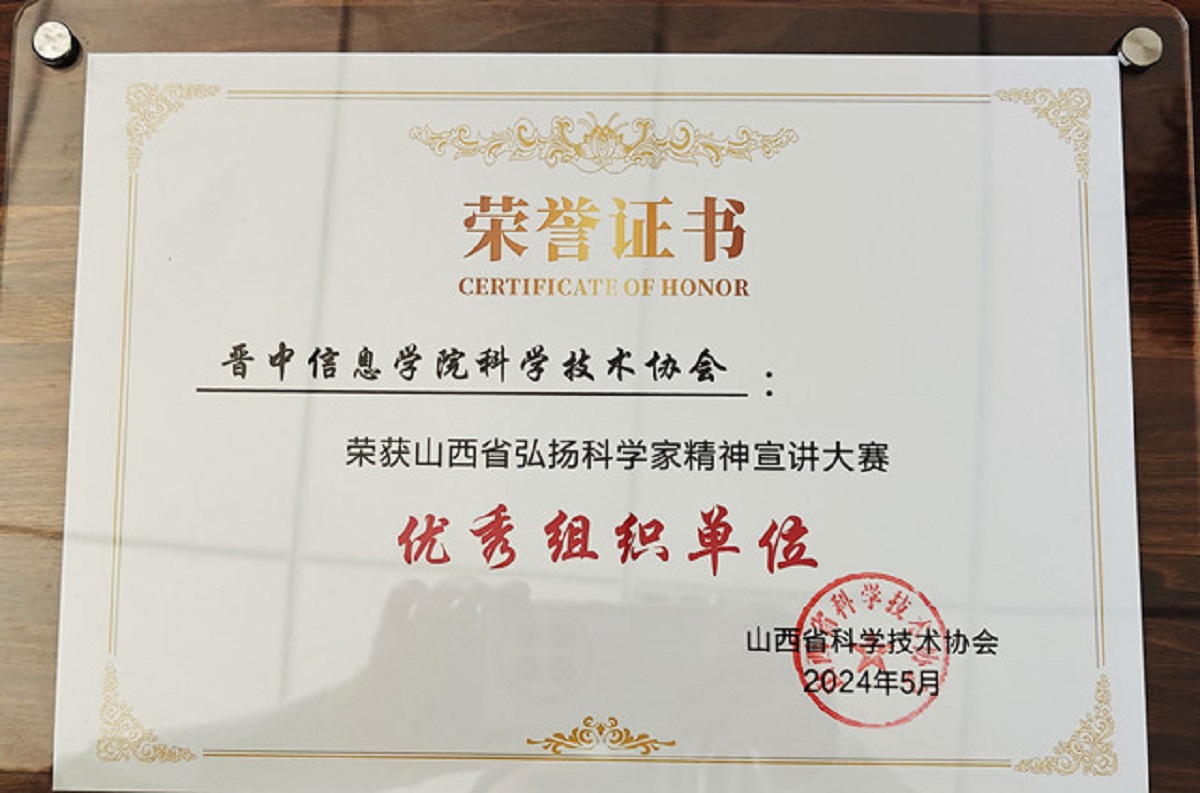 荣誉证书
CERTIFICATE OF HONOR
晋中信息学院科学技术协会：
荣获山西省弘扬科学家精神宣讲大赛
优秀组织单位
山西省科学技术协会
2024年5月